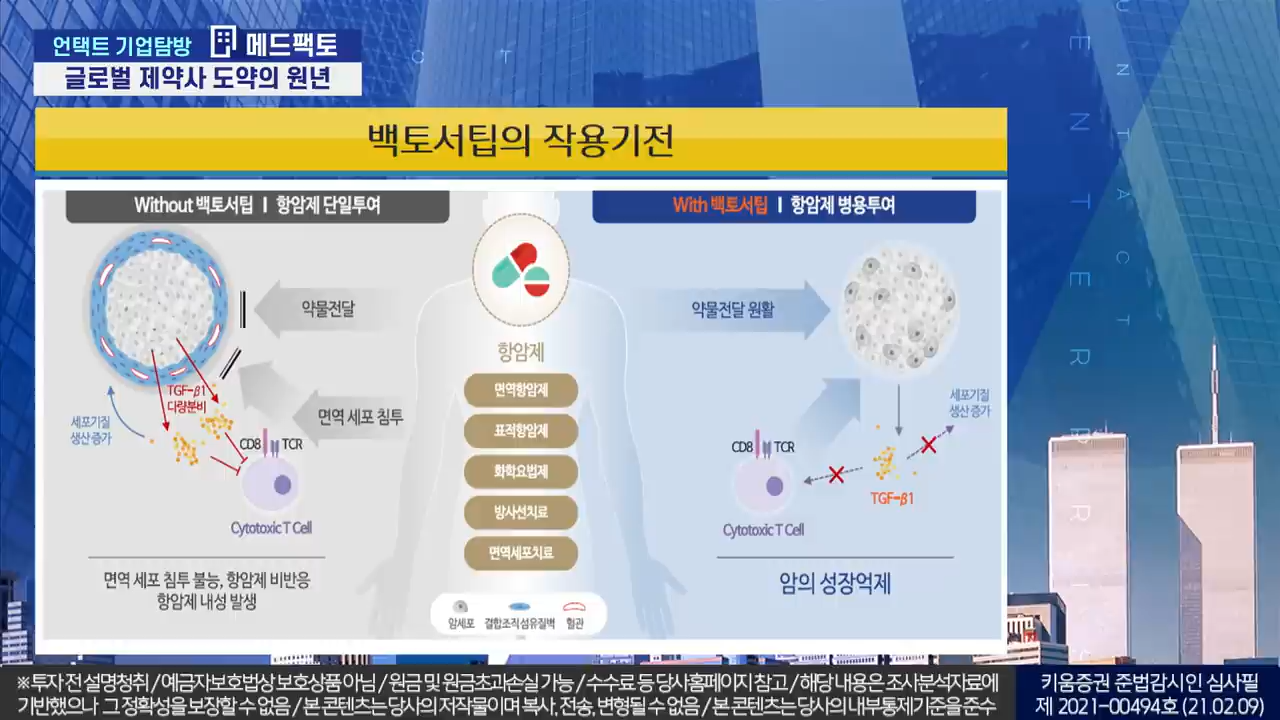 언택트 기업탐방 메드팩토
글로벌 제약사 도약의 원년
백토서팁의 작용기전
Without 백토서팁 | 항암제 단일투여
With 백토서팁 | 항암제 병용투여
약물전달
TGF-β1
다량분비
세포기질
생산 증가
면역 세포 침투
CD8 TCR
Cytotoxic T Cell
면역 세포 침투 불능, 항암제 비반응
항암제 내성 발생
항암제
면역항암제
표적항암제
화학요법제
방사선치료
면역세포치료
암세포 결합조직 섬유질벽 혈관
약물전달 원활
세포기질
생산 증가
CD8 TCR
TGF-β1
Cytotoxic T Cell
암의 성장억제
UNTACT
CENTER
※ 투자 전 설명청취 / 예금자보호법상 보호상품 아님 / 원금 및 원금초과손실 가능 / 수수료 등 당사홈페이지 참고 / 해당 내용은 조사분석자료에
기반했으나 그 정확성을 보장할 수 없음 / 본 콘텐츠는 당사의 저작물이며 복사, 전송, 변형될 수 없음 / 본 콘텐츠는 당사의 내부통제기준을 준수
키움증권 준법감시인 심사필
제 2021-00494호 (21.02.09)